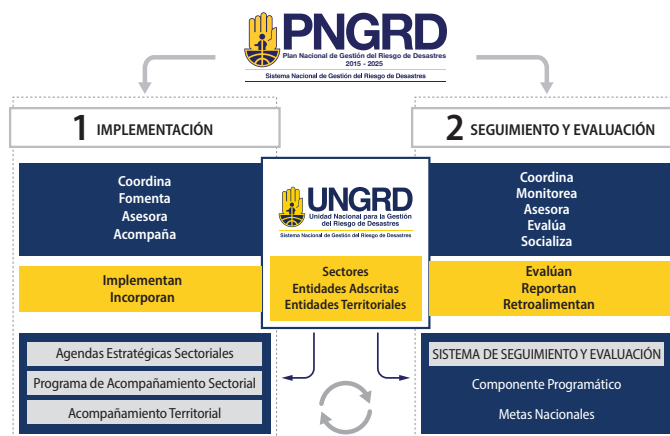 PNGRD
Plan Nacional de Gestión del Riesgo de Desastres
2015 - 2025
Sistema Nacional de Gestión del Riesgo de Desastres
1 IMPLEMENTACIÓN
Coordina
Fomenta
Asesora
Acompaña
Implementan
Incorporan
Agendas Estratégicas Sectoriales
Programa de Acompañamiento Sectorial
Acompañamiento Territorial
UNGRD
Unidad Nacional para la Gestión
del Riesgo de Desastres
Sistema Nacional de Gestión del Riesgo de Desastres
Sectores
Entidades Adscritas
Entidades Territoriales
2 SEGUIMIENTO Y EVALUACIÓN
Coordina
Monitorea
Asesora
Evalúa
Socializa
Evalúan
Reportan
Retroalimentan
SISTEMA DE SEGUIMIENTO Y EVALUACIÓN
Componente Programático
Metas Nacionales